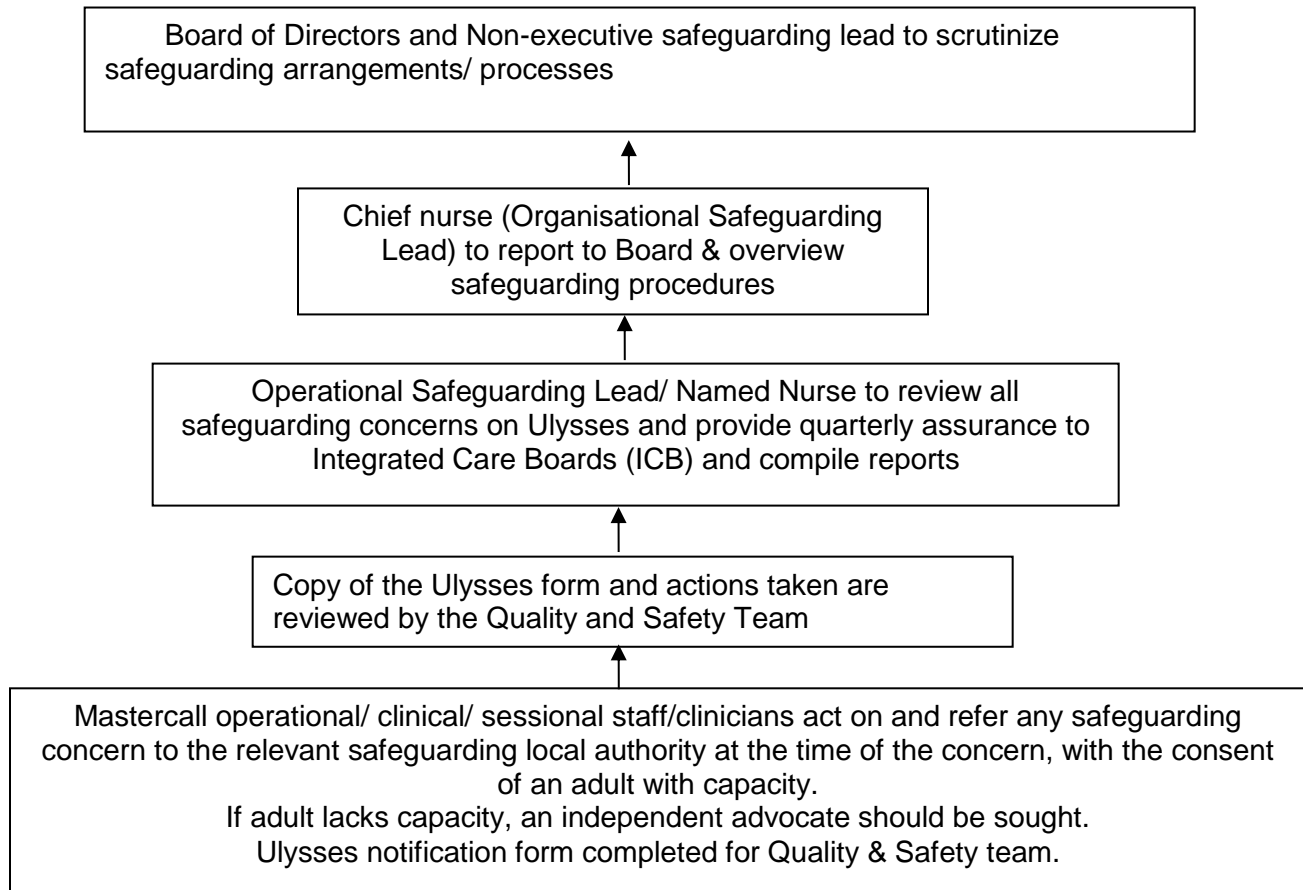 Board of Directors and Non-executive safeguarding lead to scrutinize
safeguarding arrangements/ processes
Chief nurse (Organisational Safeguarding
Lead) to report to Board & overview
safeguarding procedures
Operational Safeguarding Lead/ Named Nurse to review all
safeguarding concerns on Ulysses and provide quarterly assurance to
Integrated Care Boards (ICB) and compile reports
Copy of the Ulysses form and actions taken are
reviewed by the Quality and Safety Team
Mastercall operational/ clinical/ sessional staff/clinicians act on and refer any safeguarding
concern to the relevant safeguarding local authority at the time of the concern, with the consent
of an adult with capacity.
If adult lacks capacity, an independent advocate should be sought.
Ulysses notification form completed for Quality & Safety team.